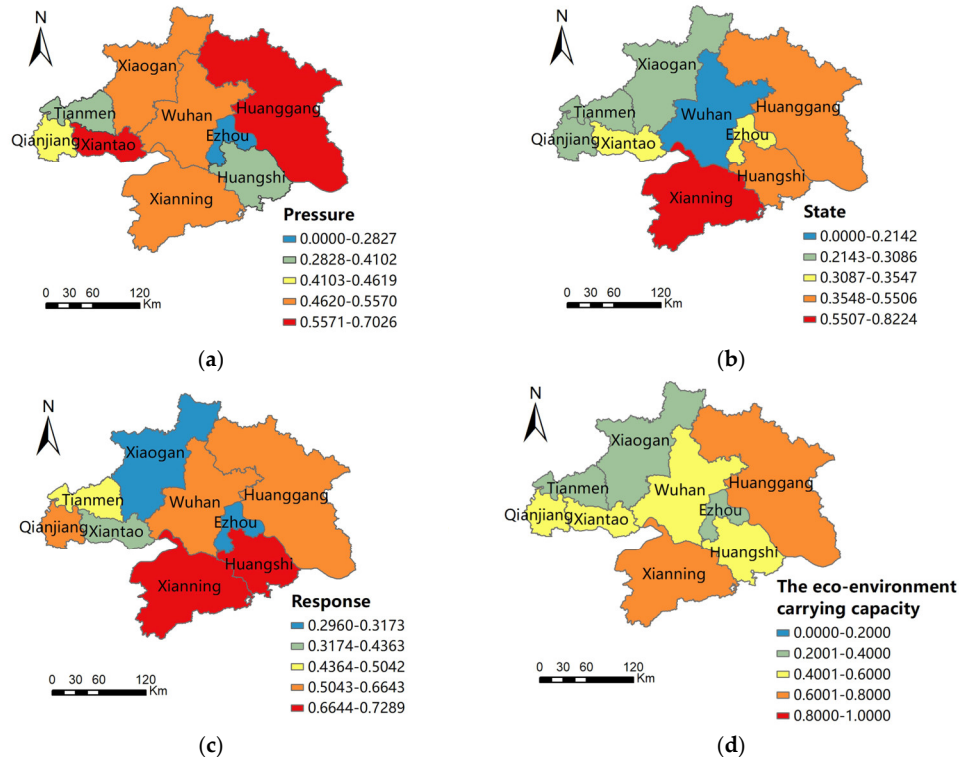 N
Xiaogan
Tianmen
Wuhan
Huanggang
Qiánjiang
Xiantao
Ezhou
Huangshi
Xianning
Pressure
0.0000-0.2827
0.2828-0.4102
0.4103-0.4619
0.4620-0.5570
0.5571-0.7026
0 30 60 120
Km
(a)
N
Xiaogan
Tianmen
Wuhan
Huanggang
Qiánjiang
Xiantao
Ezhou
Huangshi
Xianning
State
0.0000-0.2142
0.2143-0.3086
0.3087-0.3547
0.3548-0.5506
0.5507-0.8224
0 30 60 120
Km
(b)
N
Xiaogan
Tianmen
Wuhan
Huanggang
Qiánjiang
Xiantao
Ezhou
Huangshi
Xianning
Response
0.2960-0.3173
0.3174-0.4363
0.4364-0.5042
0.5043-0.6643
0.6644-0.7289
0 30 60 120
Km
(c)
N
Xiaogan
Tianmen
Wuhan
Huanggang
Qiánjiang
Xiantao
Ezhou
Huangshi
Xianning
The eco-environment
carrying capacity
0.0000-0.2000
0.2001-0.4000
0.4001-0.6000
0.6001-0.8000
0.8000-1.0000
0 30 60 120
Km
(d)